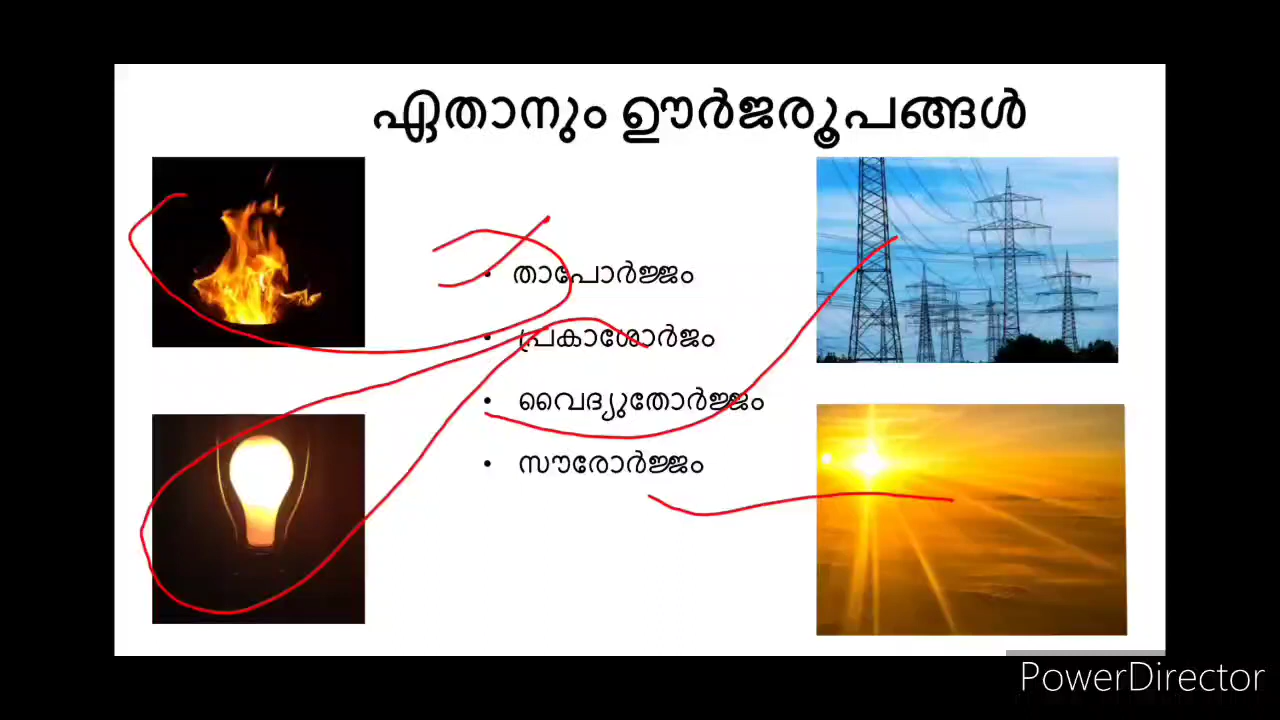 ഏതാനും ഊർജരൂപങ്ങൾ
• താപോർജ്ജം
• പ്രകാശോർജം
• വൈദ്യുതോർജ്ജം
• സൗരോർജ്ജം
PowerDirector